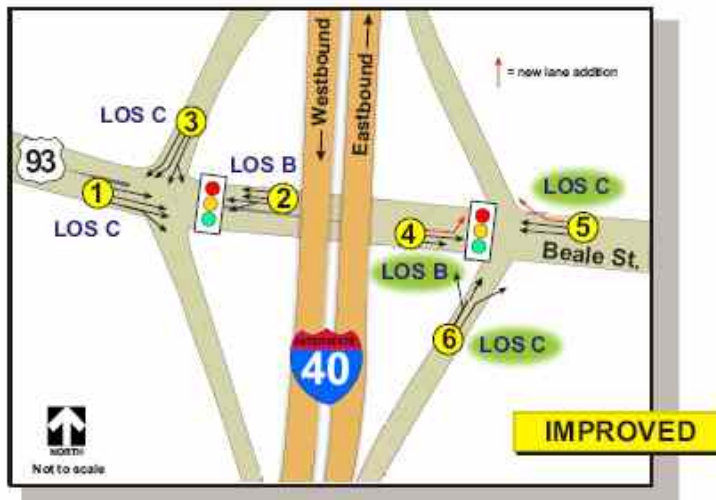 Westbound
Eastbound
= new lane addition
LOS C
3
93
LOS B
1
2
LOS C
LOS C
4
5
Beale St.
LOS B
6
LOS C
INTERSTATE
40
NORTH
Not to scale
IMPROVED